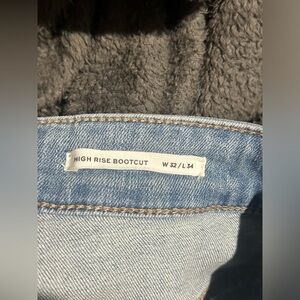 HIGH RISE BOOTCUT W 32 / L 34